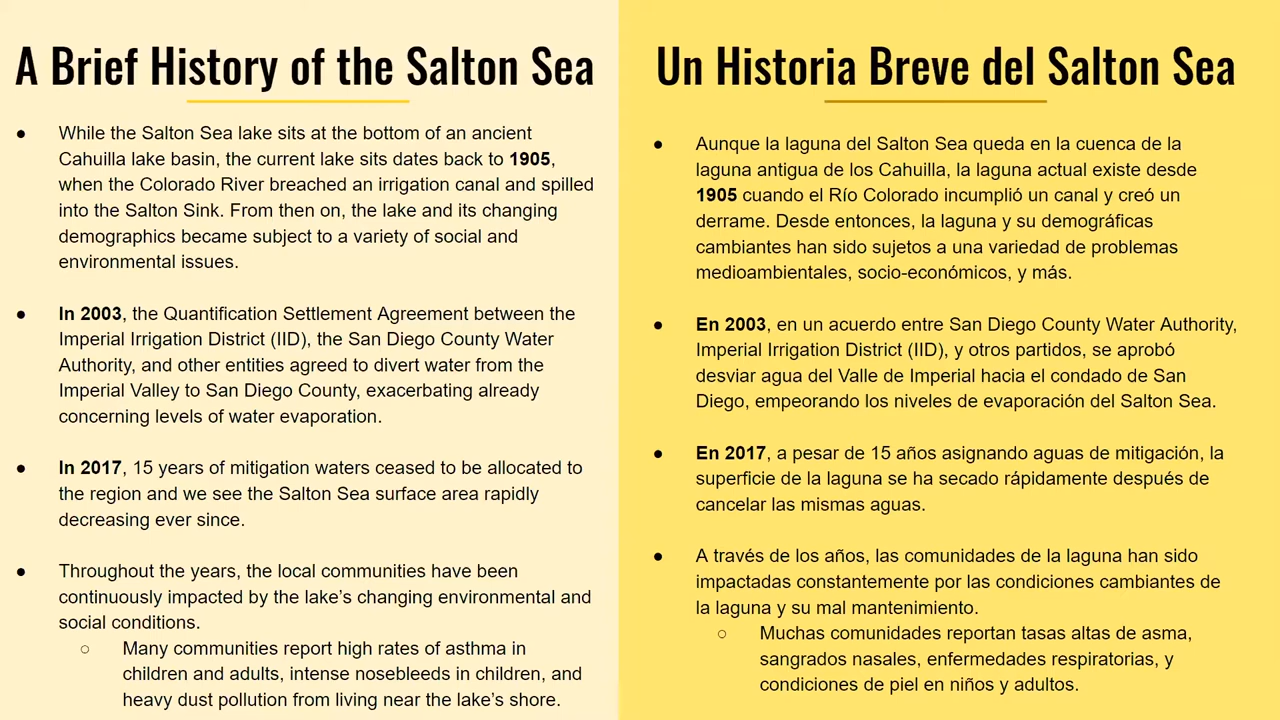 A Brief History of the Salton Sea
● While the Salton Sea lake sits at the bottom of an ancient
Cahuilla lake basin, the current lake sits dates back to 1905,
when the Colorado River breached an irrigation canal and spilled
into the Salton Sink. From then on, the lake and its changing
demographics became subject to a variety of social and
environmental issues.
● In 2003, the Quantification Settlement Agreement between the
Imperial Irrigation District (IID), the San Diego County Water
Authority, and other entities agreed to divert water from the
Imperial Valley to San Diego County, exacerbating already
concerning levels of water evaporation.
● In 2017, 15 years of mitigation waters ceased to be allocated to
the region and we see the Salton Sea surface area rapidly
decreasing ever since.
● Throughout the years, the local communities have been
continuously impacted by the lake’s changing environmental and
social conditions.
○ Many communities report high rates of asthma in
children and adults, intense nosebleeds in children, and
heavy dust pollution from living near the lake’s shore.
Un Historia Breve del Salton Sea
● Aunque la laguna del Salton Sea queda en la cuenca de la
laguna antigua de los Cahuilla, la laguna actual existe desde
1905 cuando el Río Colorado incumplió un canal y creó un
derrame. Desde entonces, la laguna y su demográficas
cambiantes han sido sujetos a una variedad de problemas
medioambientales, socio-económicos, y más.
● En 2003, en un acuerdo entre San Diego County Water Authority,
Imperial Irrigation District (IID), y otros partidos, se aprobó
desviar agua del Valle de Imperial hacia el condado de San
Diego, empeorando los niveles de evaporación del Salton Sea.
● En 2017, a pesar de 15 años asignando aguas de mitigación, la
superficie de la laguna se ha secado rápidamente después de
cancelar las mismas aguas.
● A través de los años, las comunidades de la laguna han sido
impactadas constantemente por las condiciones cambiantes de
la laguna y su mal mantenimiento.
○ Muchas comunidades reportan tasas altas de asma,
sangrados nasales, enfermedades respiratorias, y
condiciones de piel en niños y adultos.